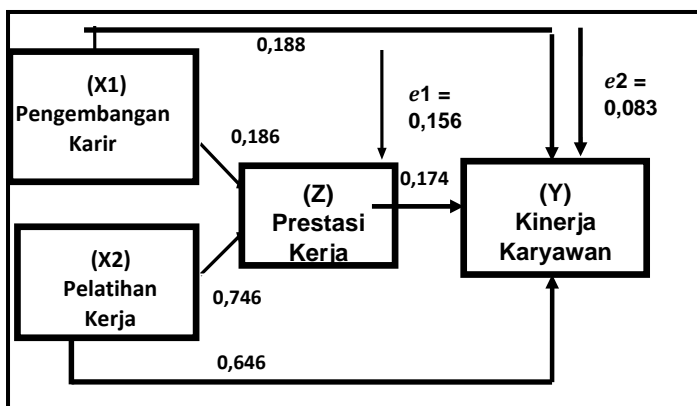 0,188
(X1)
Pengembangan
Karir
𝑒1 =
0,156
𝑒2 =
0,083
0,186
(Z)
Prestasi
Kerja
0,174
(Y)
Kinerja
Karyawan
(X2)
Pelatihan
Kerja
0,746
0,646